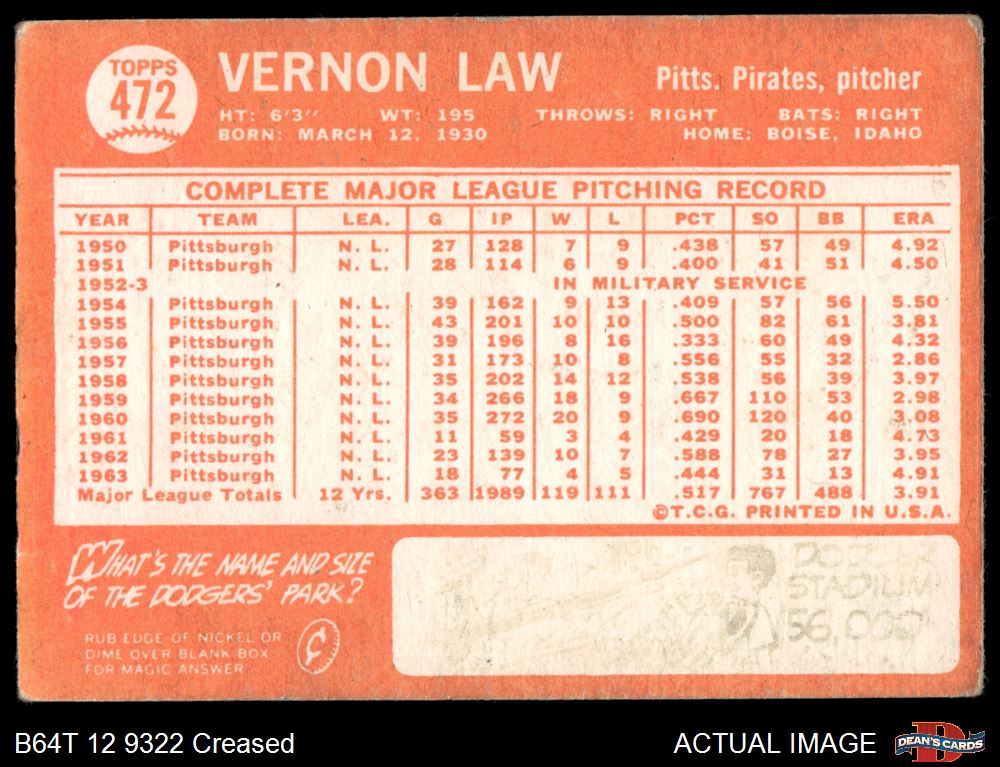 TOPPS
472
VERNON LAW
Pitts. Pirates, pitcher
HT: 6'3" WT: 195 THROWS: RIGHT BATS: RIGHT
BORN: MARCH 12, 1930 HOME: BOISE, IDAHO
COMPLETE MAJOR LEAGUE PITCHING RECORD
YEAR TEAM LEA. G IP W L PCT SO BB ERA
1950 Pittsburgh N. L. 27 128 7 9 .438 57 49 4.92
1951 Pittsburgh N. L. 28 114 6 9 .400 41 51 4.50
1952-3 IN MILITARY SERVICE
1954 Pittsburgh N. L. 39 162 9 13 .409 57 56 5.50
1955 Pittsburgh N. L. 43 201 10 10 .500 82 61 3.81
1956 Pittsburgh N. L. 39 196 8 16 .333 60 49 4.32
1957 Pittsburgh N. L. 31 173 10 8 .556 55 32 2.86
1958 Pittsburgh N. L. 35 202 14 12 .538 56 39 3.97
1959 Pittsburgh N. L. 34 266 18 9 .667 110 53 2.98
1960 Pittsburgh N. L. 35 272 20 9 .690 120 40 3.08
1961 Pittsburgh N. L. 11 59 3 4 .429 20 18 4.73
1962 Pittsburgh N. L. 23 139 10 7 .588 78 27 3.95
1963 Pittsburgh N. L. 18 77 4 5 .444 31 13 4.91
Major League Totals 12 Yrs. 363 1989 119 111 .517 767 488 3.91
©T.C.G. PRINTED IN U.S.A.
WHAT'S THE NAME AND SIZE
OF THE DODGERS' PARK?
RUB EDGE OF NICKEL OR
DIME OVER BLANK BOX
FOR MAGIC ANSWER
¢
DODGER
STADIUM
56,000
B64T 12 9322 Creased
ACTUAL IMAGE
D
DEAN'S CARDS